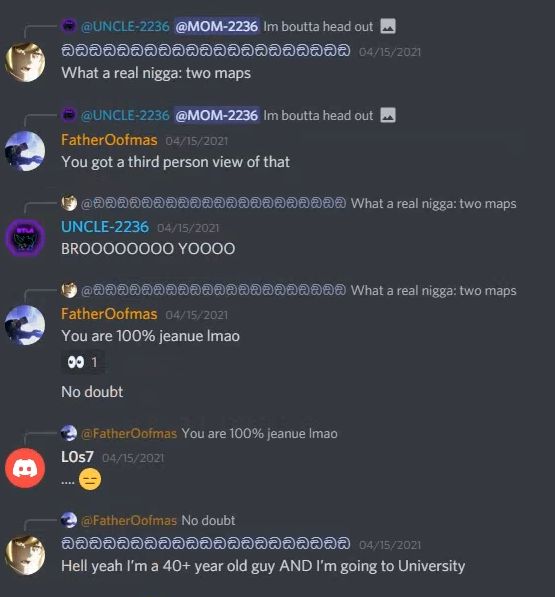 @UNCLE-2236 @MOM-2236 Im boutta head out
04/15/2021
What a real nigga: two maps
@UNCLE-2236 @MOM-2236 Im boutta head out
FatherOofmas 04/15/2021
You got a third person view of that
What a real nigga: two maps
UNCLE-2236 04/15/2021
BROOOOOOOO YOOOO
What a real nigga: two maps
FatherOofmas 04/15/2021
You are 100% jeanue lmao
👀 1
No doubt
@FatherOofmas You are 100% jeanue lmao
L0s7 04/15/2021
.... 😑
@FatherOofmas No doubt
04/15/2021
Hell yeah I'm a 40+ year old guy AND I'm going to University